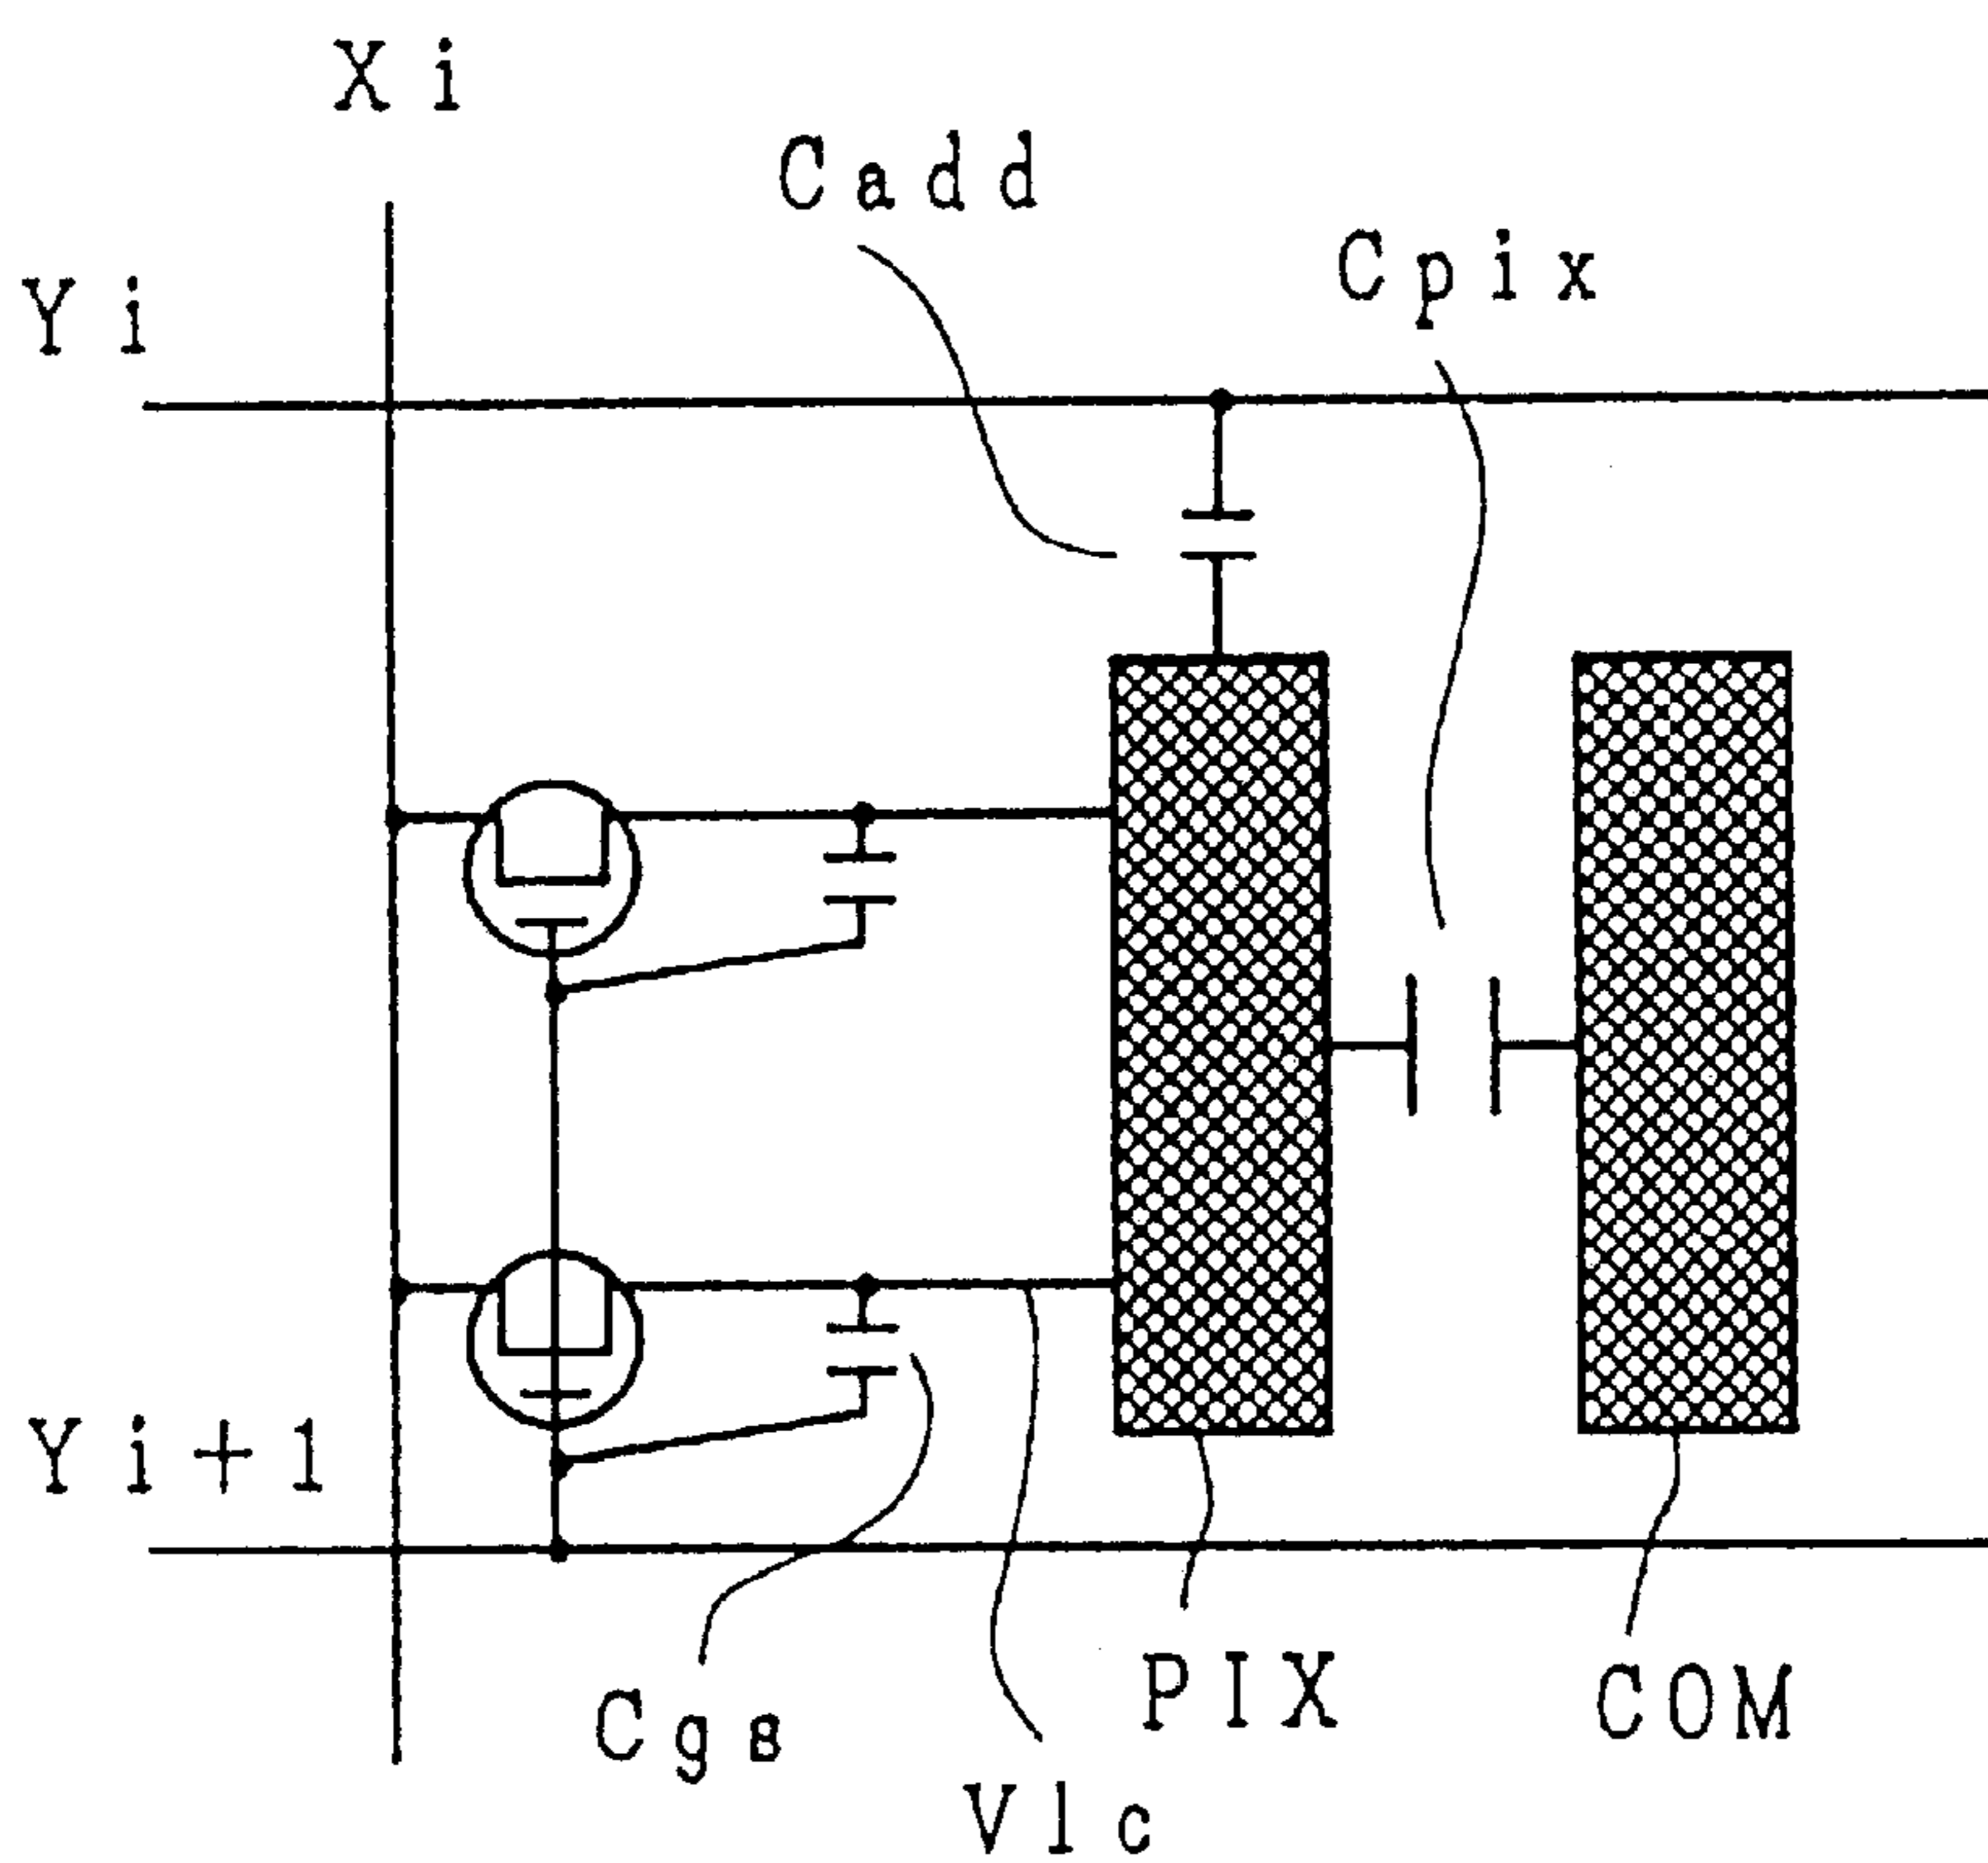 Xi
Cadd
Cpix
Yi
Yi+1
PIX
COM
Cgs
Vlc